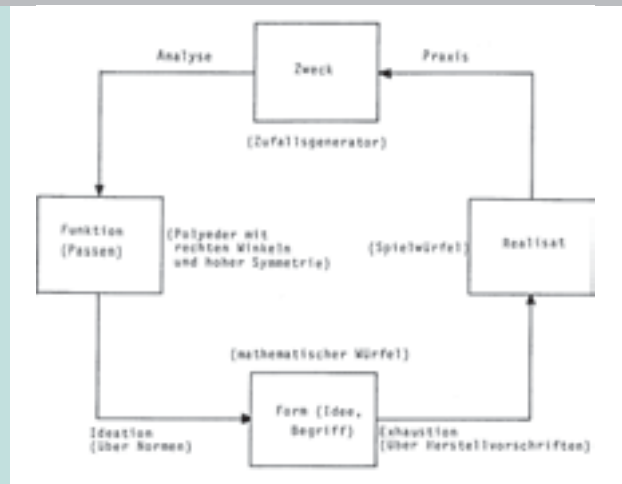 Analyse
Zweck
Praxis
(Zufallsgenerator)
Funktion
(Passen)
(Polyeder mit
rechten Winkeln
und hoher Symmetrie)
(Spielwürfel)
Realisat
(mathematischer Würfel)
Form (Idee,
Begriff)
Ideation
(über Normen)
Exhaustion
(über Herstellvorschriften)